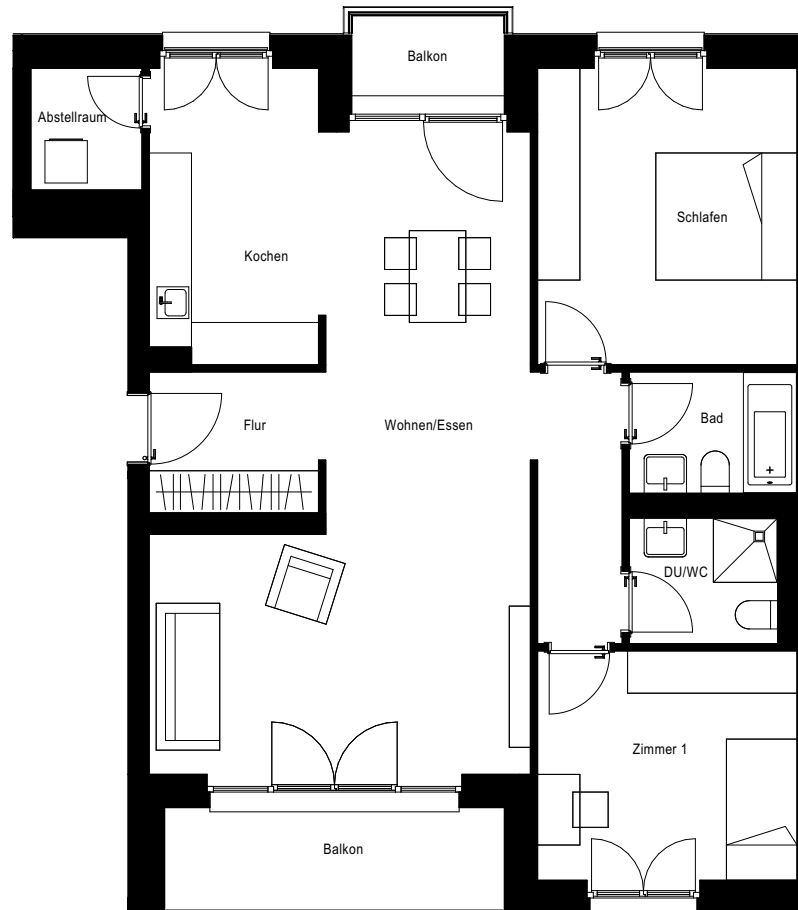 Balkon
Abstellraum
Schlafen
Kochen
Flur
Wohnen/Essen
Bad
DU/WC
Zimmer 1
Balkon